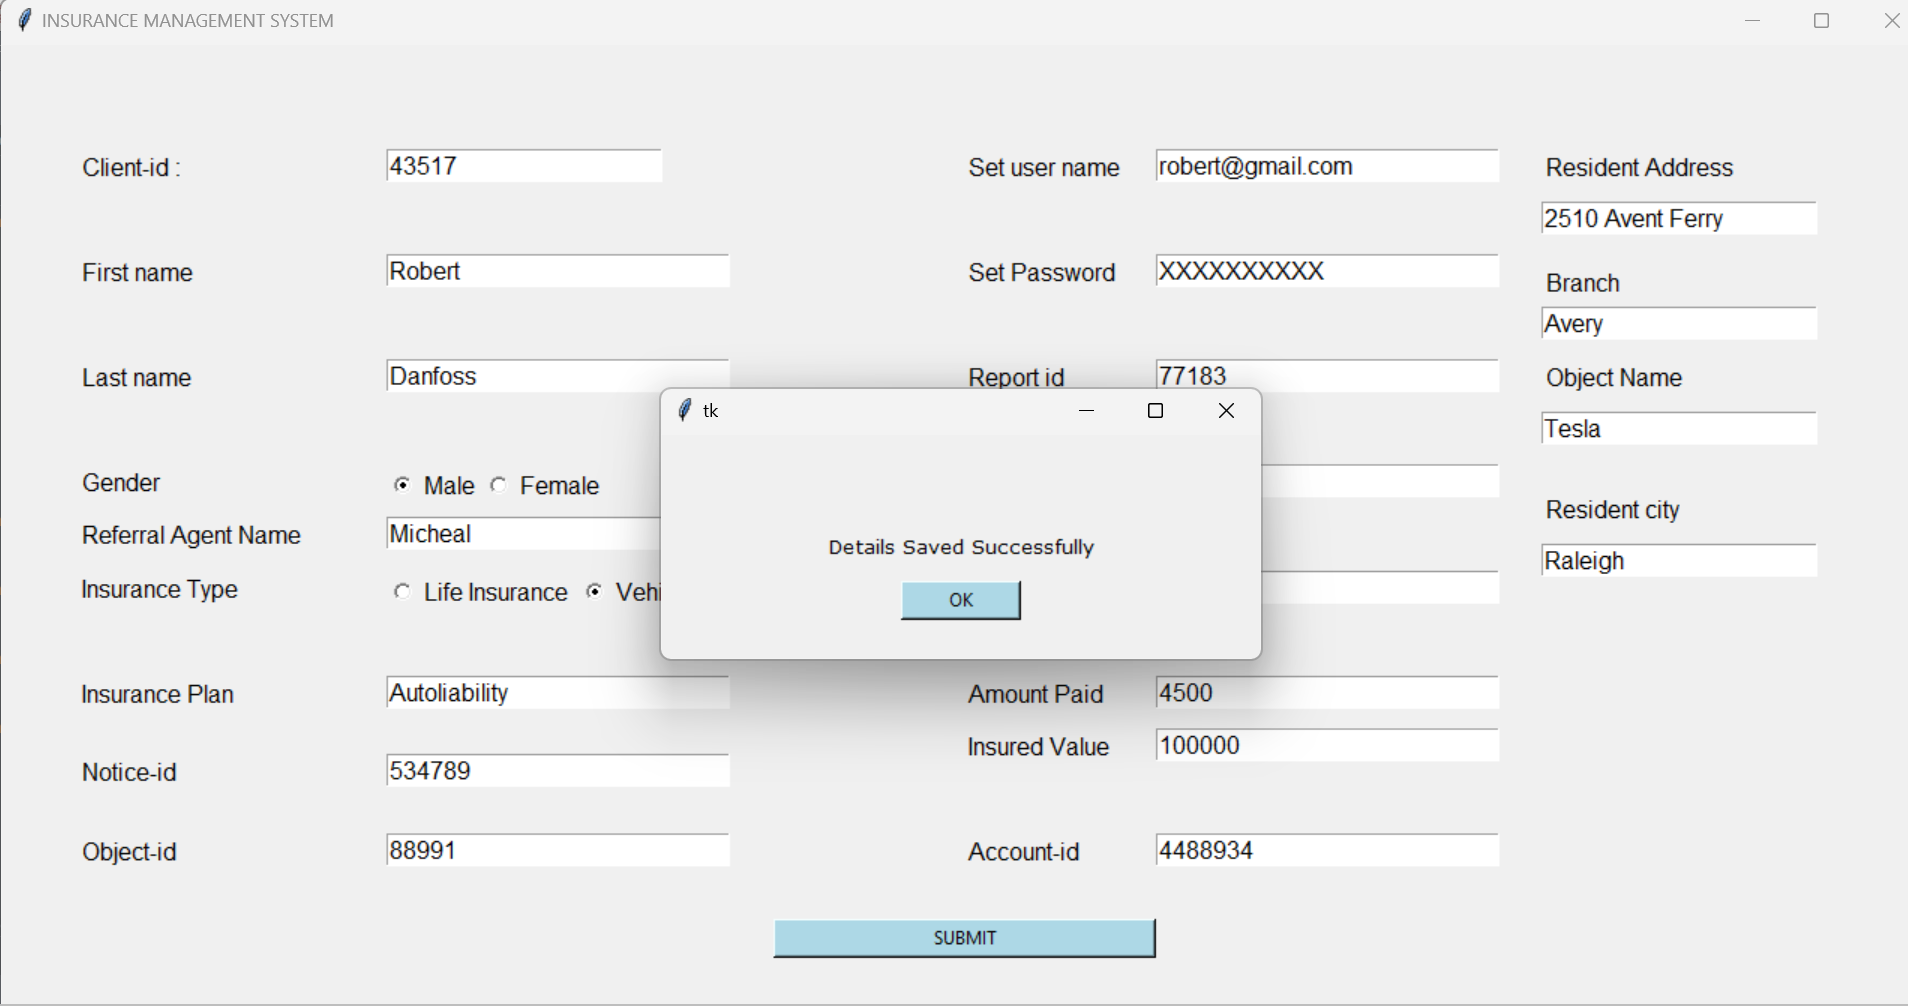 INSURANCE MANAGEMENT SYSTEM
Client-id :
43517
Set user name
robert@gmail.com
Resident Address
2510 Avent Ferry
First name
Robert
Set Password
XXXXXXXXXX
Branch
Avery
Last name
Danfoss
Report id
77183
Object Name
Tesla
tk
Gender
Male
Female
Resident city
Referral Agent Name
Micheal
Details Saved Successfully
Raleigh
Insurance Type
Life Insurance
Vehi
OK
Insurance Plan
Autoliability
Amount Paid
4500
Insured Value
100000
Notice-id
534789
Object-id
88991
Account-id
4488934
SUBMIT